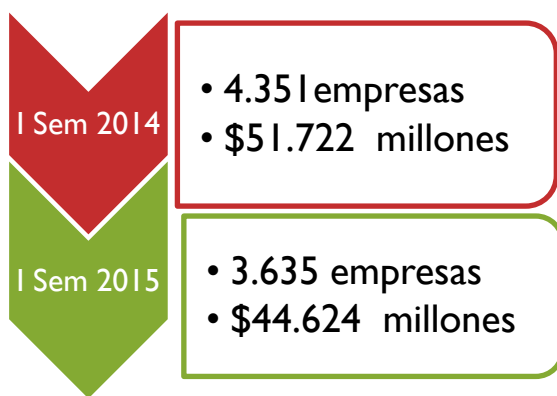 I Sem 2014
• 4.351empresas
• $51.722 millones
I Sem 2015
• 3.635 empresas
• $44.624 millones